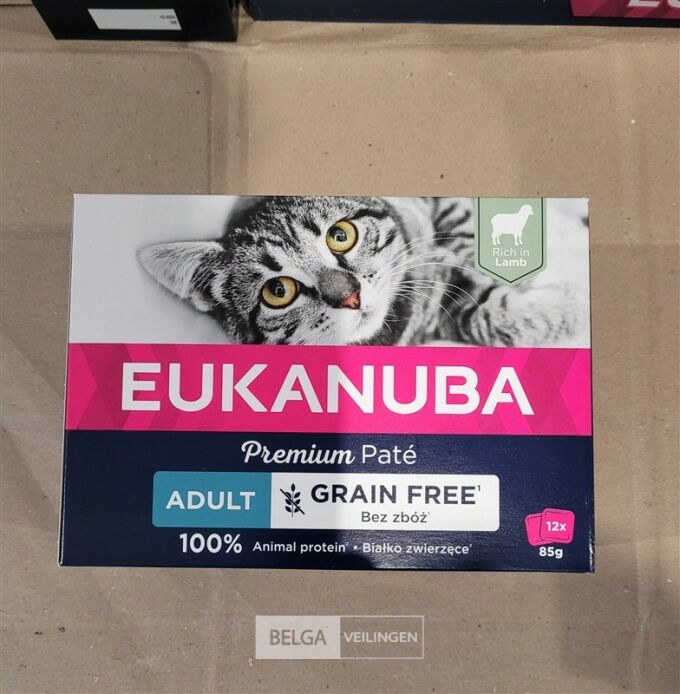 Rich in
Lamb
EUKANUBA
Premium Paté
ADULT
GRAIN FREE¹
Bez zbóż¹
12x
85g
100% Animal protein² • Białko zwierzęce²
BELGA VEILINGEN